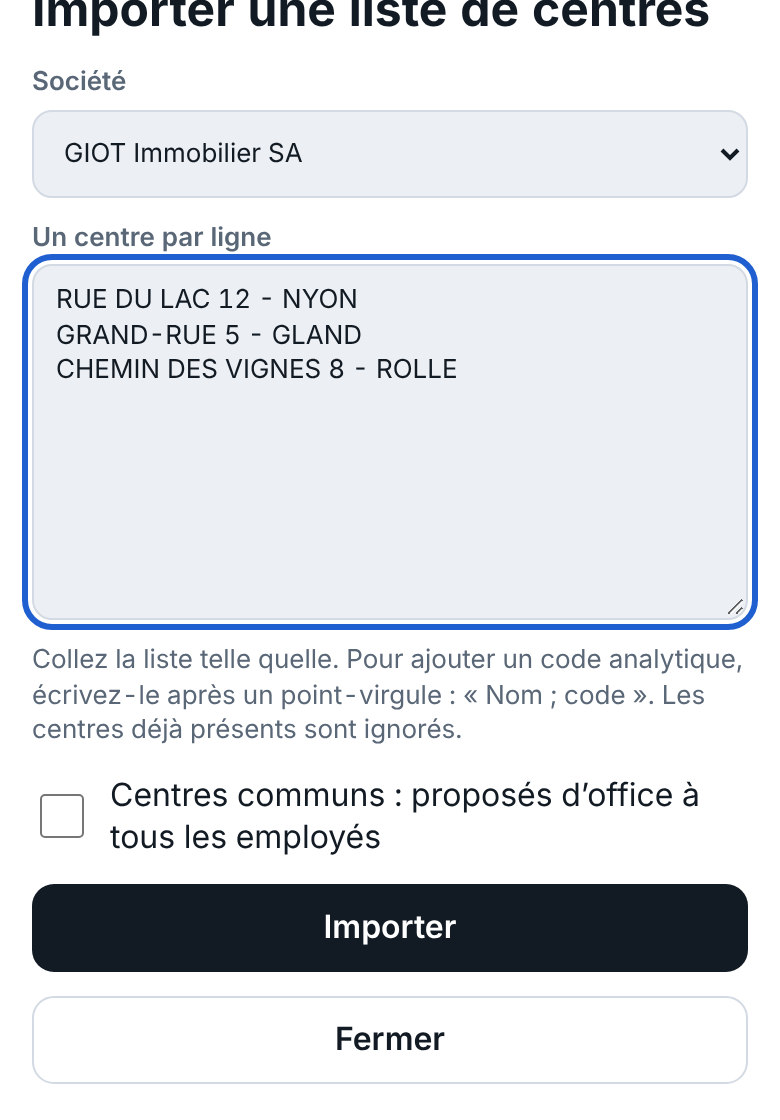 Importer une liste de centres
Société
GIOT Immobilier SA
Un centre par ligne
RUE DU LAC 12 - NYON
GRAND-RUE 5 - GLAND
CHEMIN DES VIGNES 8 - ROLLE
Collez la liste telle quelle. Pour ajouter un code analytique,
écrivez-le après un point-virgule : « Nom ; code ». Les
centres déjà présents sont ignorés.
Centres communs : proposés d’office à
tous les employés
Importer
Fermer